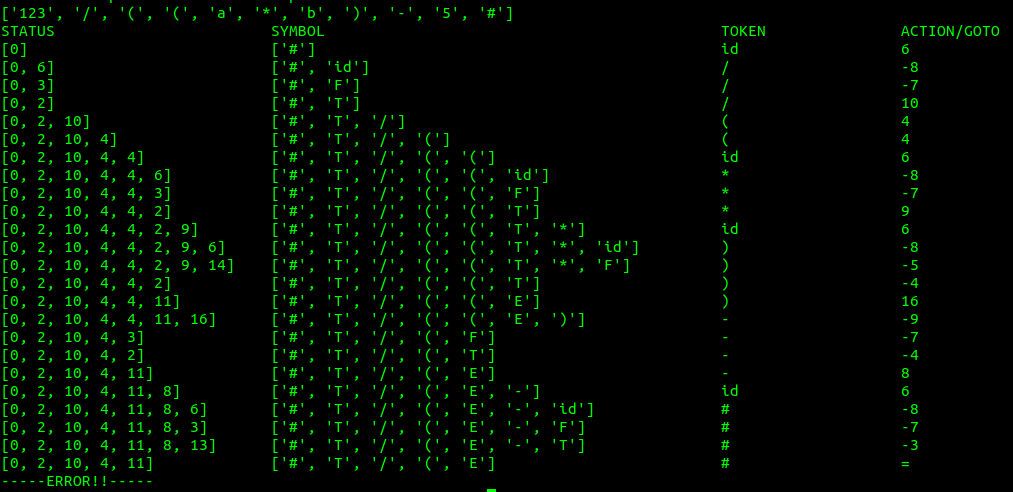 ['123', '/', '(', '(', 'a', '*', 'b', ')', '-', '5', '#']
STATUS SYMBOL TOKEN ACTION/GOTO
[0] ['#'] id 6
[0, 6] ['#', 'id'] / -8
[0, 3] ['#', 'F'] / -7
[0, 2] ['#', 'T'] / 10
[0, 2, 10] ['#', 'T', '/'] ( 4
[0, 2, 10, 4] ['#', 'T', '/', '('] ( 4
[0, 2, 10, 4, 4] ['#', 'T', '/', '(', '('] id 6
[0, 2, 10, 4, 4, 6] ['#', 'T', '/', '(', '(', 'id'] * -8
[0, 2, 10, 4, 4, 3] ['#', 'T', '/', '(', '(', 'F'] * -7
[0, 2, 10, 4, 4, 2] ['#', 'T', '/', '(', '(', 'T'] * 9
[0, 2, 10, 4, 4, 2, 9] ['#', 'T', '/', '(', '(', 'T', '*'] id 6
[0, 2, 10, 4, 4, 2, 9, 6] ['#', 'T', '/', '(', '(', 'T', '*', 'id'] ) -8
[0, 2, 10, 4, 4, 2, 9, 14] ['#', 'T', '/', '(', '(', 'T', '*', 'F'] ) -5
[0, 2, 10, 4, 4, 2] ['#', 'T', '/', '(', '(', 'T'] ) -4
[0, 2, 10, 4, 4, 11] ['#', 'T', '/', '(', '(', 'E'] ) 16
[0, 2, 10, 4, 4, 11, 16] ['#', 'T', '/', '(', '(', 'E', ')'] - -9
[0, 2, 10, 4, 3] ['#', 'T', '/', '(', 'F'] - -7
[0, 2, 10, 4, 2] ['#', 'T', '/', '(', 'T'] - -4
[0, 2, 10, 4, 11] ['#', 'T', '/', '(', 'E'] - 8
[0, 2, 10, 4, 11, 8] ['#', 'T', '/', '(', 'E', '-'] id 6
[0, 2, 10, 4, 11, 8, 6] ['#', 'T', '/', '(', 'E', '-', 'id'] # -8
[0, 2, 10, 4, 11, 8, 3] ['#', 'T', '/', '(', 'E', '-', 'F'] # -7
[0, 2, 10, 4, 11, 8, 13] ['#', 'T', '/', '(', 'E', '-', 'T'] # -3
[0, 2, 10, 4, 11] ['#', 'T', '/', '(', 'E'] # =
-----ERROR!!-----